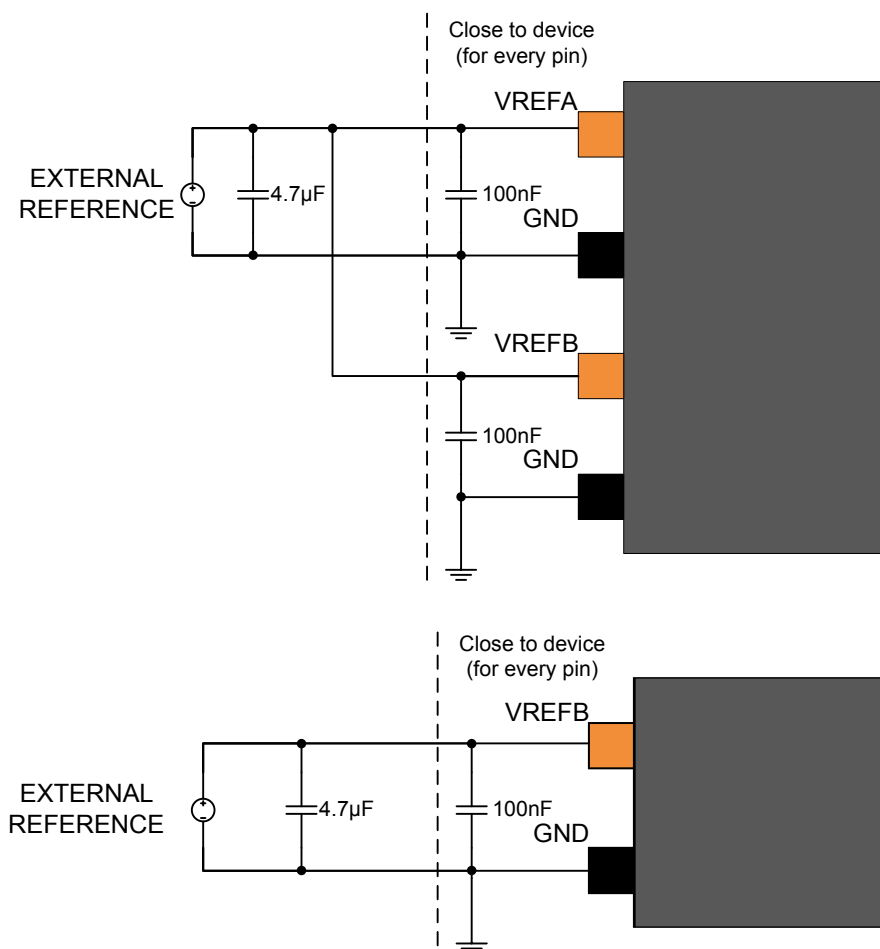 Close to device
(for every pin)
VREFA
EXTERNAL
REFERENCE
4.7µF
100nF
GND
VREFB
100nF
GND
Close to device
(for every pin)
VREFB
EXTERNAL
REFERENCE
4.7µF
100nF
GND